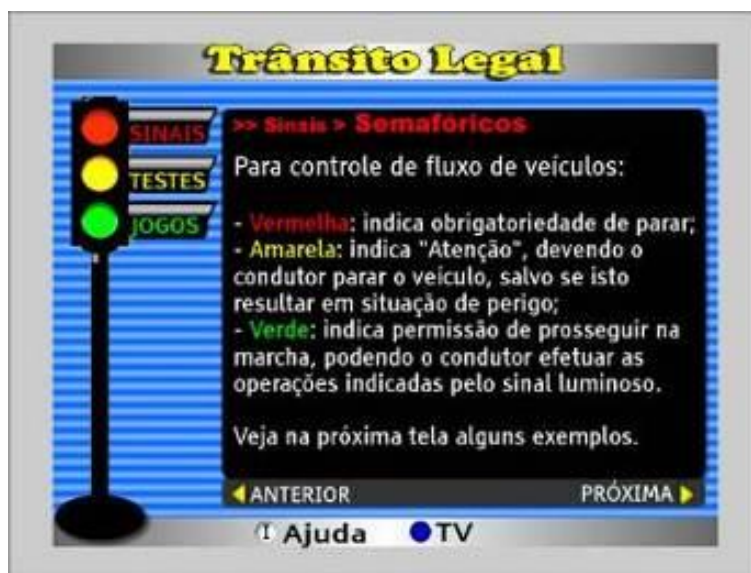 Trânsito Legal
SINAIS
TESTES
JOGOS
>> Sinais > Semafóricos
Para controle de fluxo de veículos:
- Vermelha: indica obrigatoriedade de parar;
- Amarela: indica "Atenção", devendo o
condutor parar o veículo, salvo se isto
resultar em situação de perigo;
- Verde: indica permissão de prosseguir na
marcha, podendo o condutor efetuar as
operações indicadas pelo sinal luminoso.
Veja na próxima tela alguns exemplos.
ANTERIOR
PRÓXIMA
i Ajuda
TV